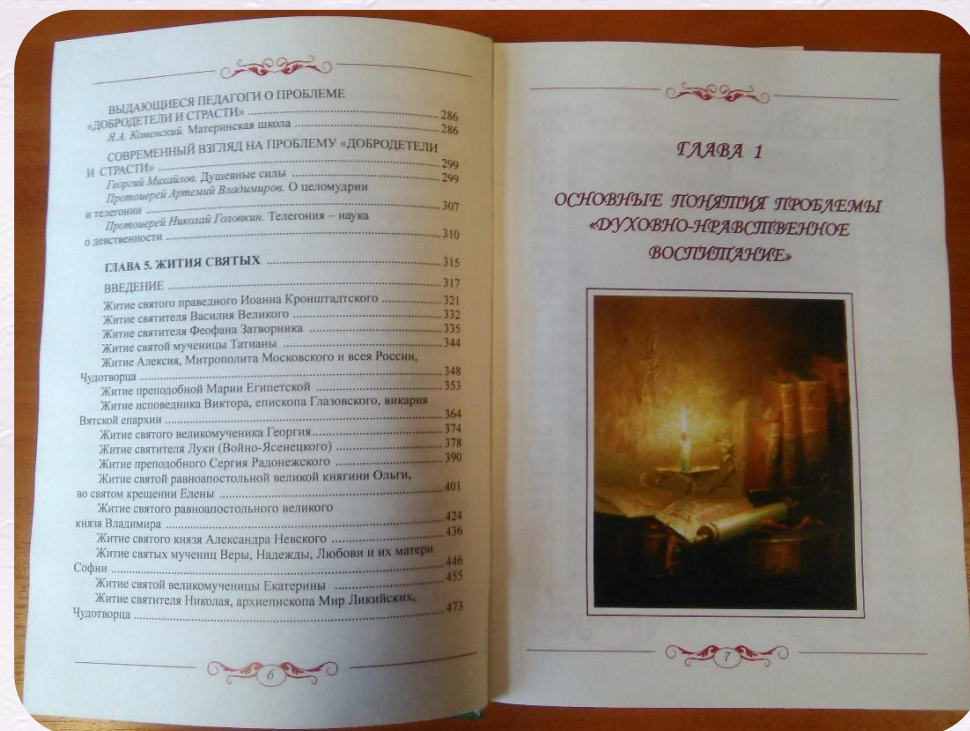 ВЫДАЮЩИЕСЯ ПЕДАГОГИ О ПРОБЛЕМЕ
«ДОБРОДЕТЕЛИ И СТРАСТИ» 286
Я.А. Коменский. Материнская школа 286
СОВРЕМЕННЫЙ ВЗГЛЯД НА ПРОБЛЕМУ «ДОБРОДЕТЕЛИ
И СТРАСТИ» 299
Георгий Михайлов. Душевные силы 299
Протоиерей Артемий Владимиров. О целомудрии
и телегонии 307
Протоиерей Николай Головкин. Телегония – наука
о девственности 310
ГЛАВА 5. ЖИТИЯ СВЯТЫХ 315
ВВЕДЕНИЕ 317
Житие святого праведного Иоанна Кронштадтского 321
Житие святителя Василия Великого 332
Житие святителя Феофана Затворника 335
Житие святой мученицы Татианы 344
Житие Алексия, Митрополита Московского и всея России,
Чудотворца 348
Житие преподобной Марии Египетской 353
Житие исповедника Виктора, епископа Глазовского, викария
Вятской епархии 364
Житие святого великомученика Георгия 374
Житие святителя Луки (Войно-Ясенецкого) 378
Житие преподобного Сергия Радонежского 390
Житие святой равноапостольной великой княгини Ольги,
во святом крещении Елены 401
Житие святого равноапостольного великого
князя Владимира 424
Житие святого князя Александра Невского 436
Житие святых мучениц Веры, Надежды, Любови и их матери
Софии 446
Житие святой великомученицы Екатерины 455
Житие святителя Николая, архиепископа Мир Ликийских,
Чудотворца 473
6
ГЛАВА 1
ОСНОВНЫЕ ПОНЯТИЯ ПРОБЛЕМЫ
«ДУХОВНО-НРАВСТВЕННОЕ
ВОСПИТАНИЕ»
7